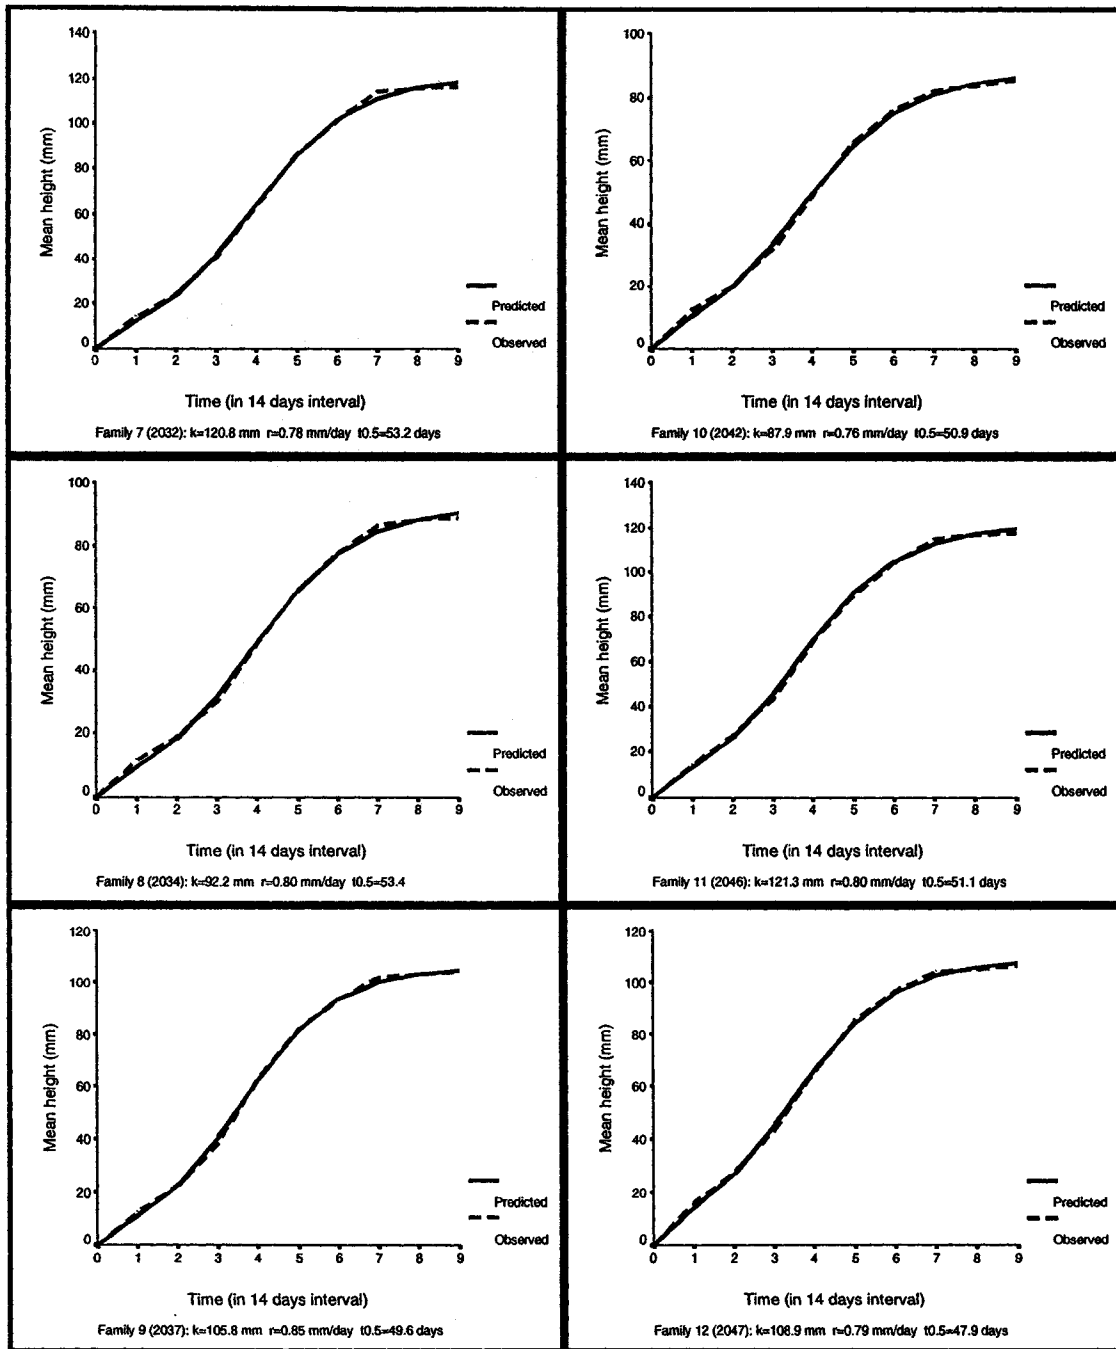 140
120
100
80
60
40
20
0
Mean height (mm)
Predicted
Observed
0 1 2 3 4 5 6 7 8 9
Time (in 14 days interval)
Family 7 (2032): k=120.8 mm r=0.78 mm/day t0.5=53.2 days
100
80
60
40
20
0
Mean height (mm)
Predicted
Observed
0 1 2 3 4 5 6 7 8 9
Time (in 14 days interval)
Family 10 (2042): k=87.9 mm r=0.76 mm/day t0.5=50.9 days
100
80
60
40
20
0
Mean height (mm)
Predicted
Observed
0 1 2 3 4 5 6 7 8 9
Time (in 14 days interval)
Family 8 (2034): k=92.2 mm r=0.80 mm/day t0.5=53.4
140
120
100
80
60
40
20
0
Mean height (mm)
Predicted
Observed
0 1 2 3 4 5 6 7 8 9
Time (in 14 days interval)
Family 11 (2046): k=121.3 mm r=0.80 mm/day t0.5=51.1 days
120
100
80
60
40
20
0
Mean height (mm)
Predicted
Observed
0 1 2 3 4 5 6 7 8 9
Time (in 14 days interval)
Family 9 (2037): k=105.8 mm r=0.85 mm/day t0.5=49.6 days
120
100
80
60
40
20
0
Mean height (mm)
Predicted
Observed
0 1 2 3 4 5 6 7 8 9
Time (in 14 days interval)
Family 12 (2047): k=108.9 mm r=0.79 mm/day t0.5=47.9 days